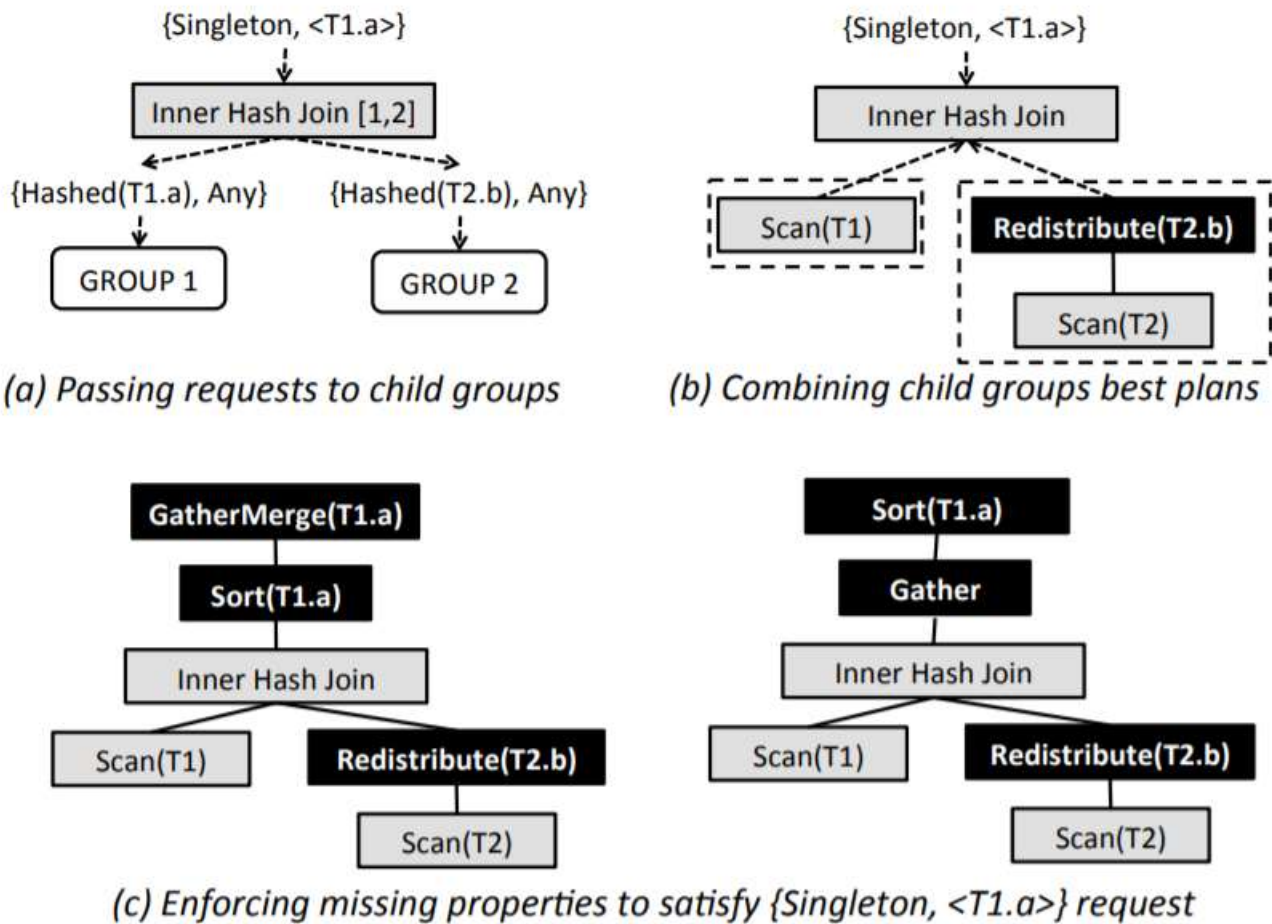 {Singleton, <T1.a>}
Inner Hash Join [1,2]
{Hashed(T1.a), Any} {Hashed(T2.b), Any}
GROUP 1 GROUP 2
(a) Passing requests to child groups
{Singleton, <T1.a>}
Inner Hash Join
Scan(T1)
Redistribute(T2.b)
Scan(T2)
(b) Combining child groups best plans
GatherMerge(T1.a)
Sort(T1.a)
Inner Hash Join
Scan(T1)
Redistribute(T2.b)
Scan(T2)
Sort(T1.a)
Gather
Inner Hash Join
Scan(T1)
Redistribute(T2.b)
Scan(T2)
(c) Enforcing missing properties to satisfy {Singleton, <T1.a>} request